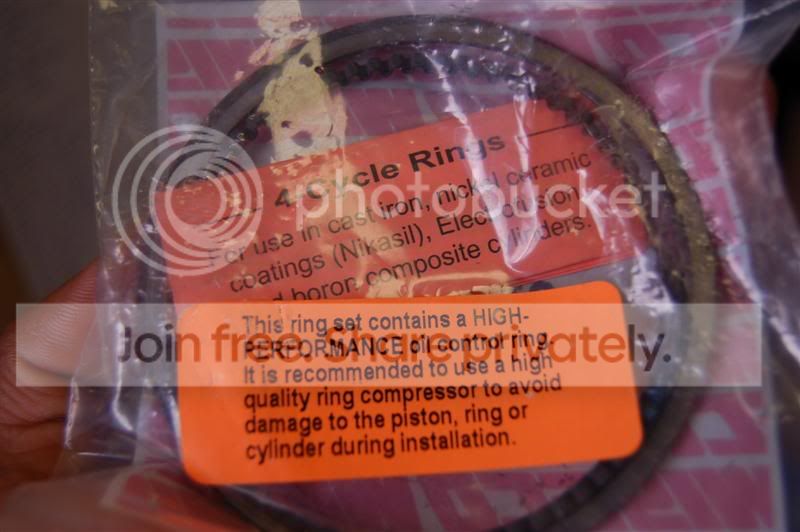 4 Cycle Rings
or use in cast iron, nickel ceramic
coatings (Nikasil), Electrofusion
boron composite cylinders.
photobucket
This ring set contains a HIGH-
PERFORMANCE oil control ring.
It is recommended to use a high
quality ring compressor to avoid
damage to the piston, ring or
cylinder during installation.
Join free. Share privately.